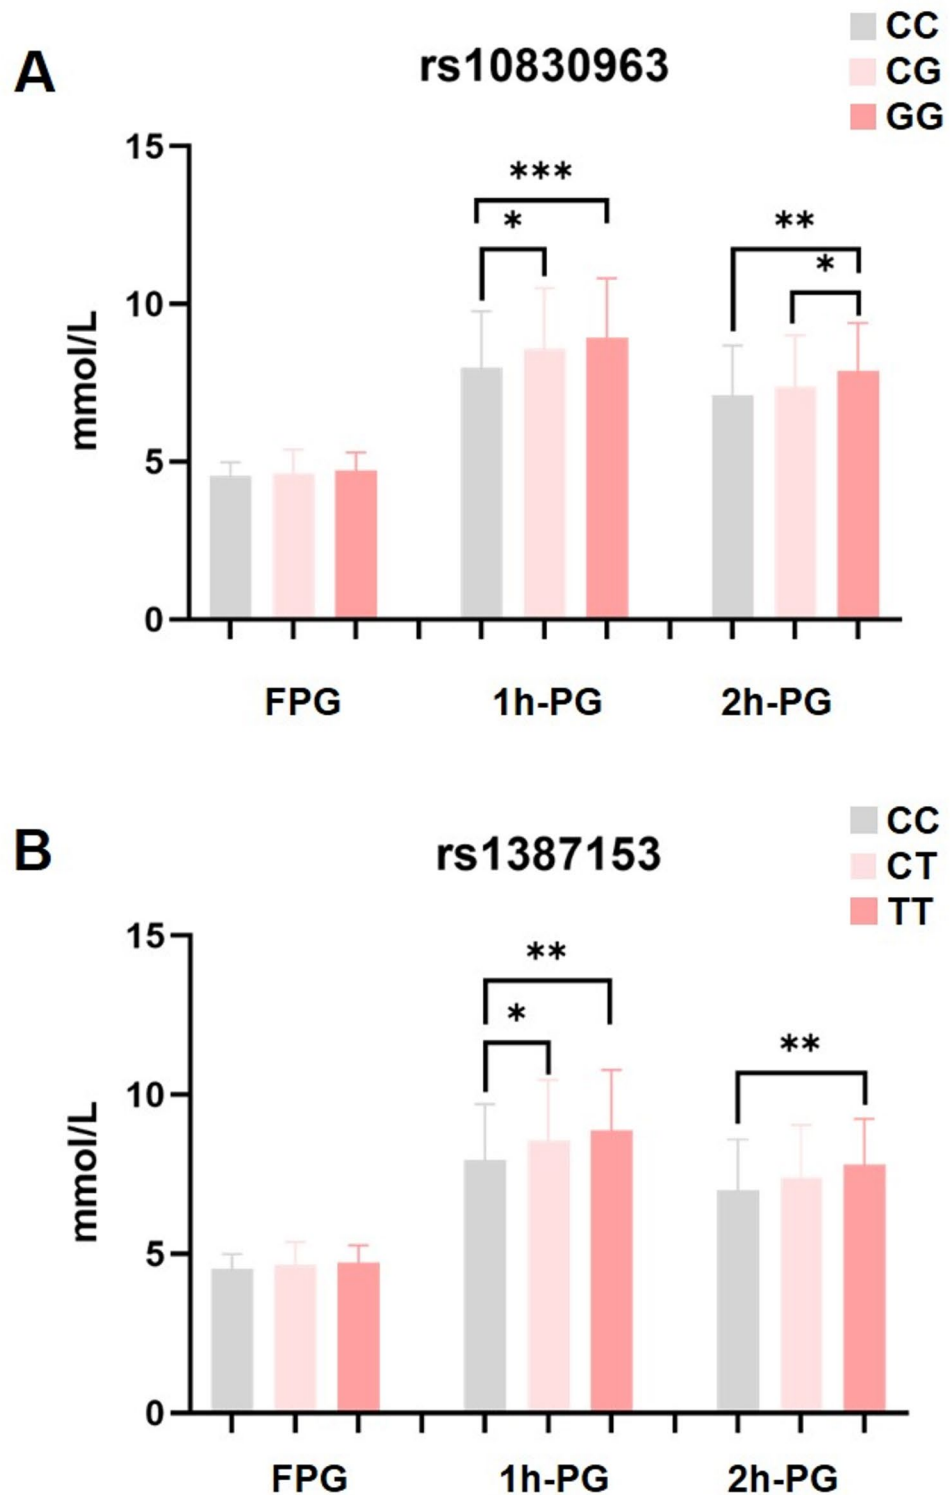 A
rs10830963
CC
CG
GG
mmol/L
15
10
5
0
***
*
**
*
FPG 1h-PG 2h-PG
B
rs1387153
CC
CT
TT
mmol/L
15
10
5
0
**
*
**
FPG 1h-PG 2h-PG